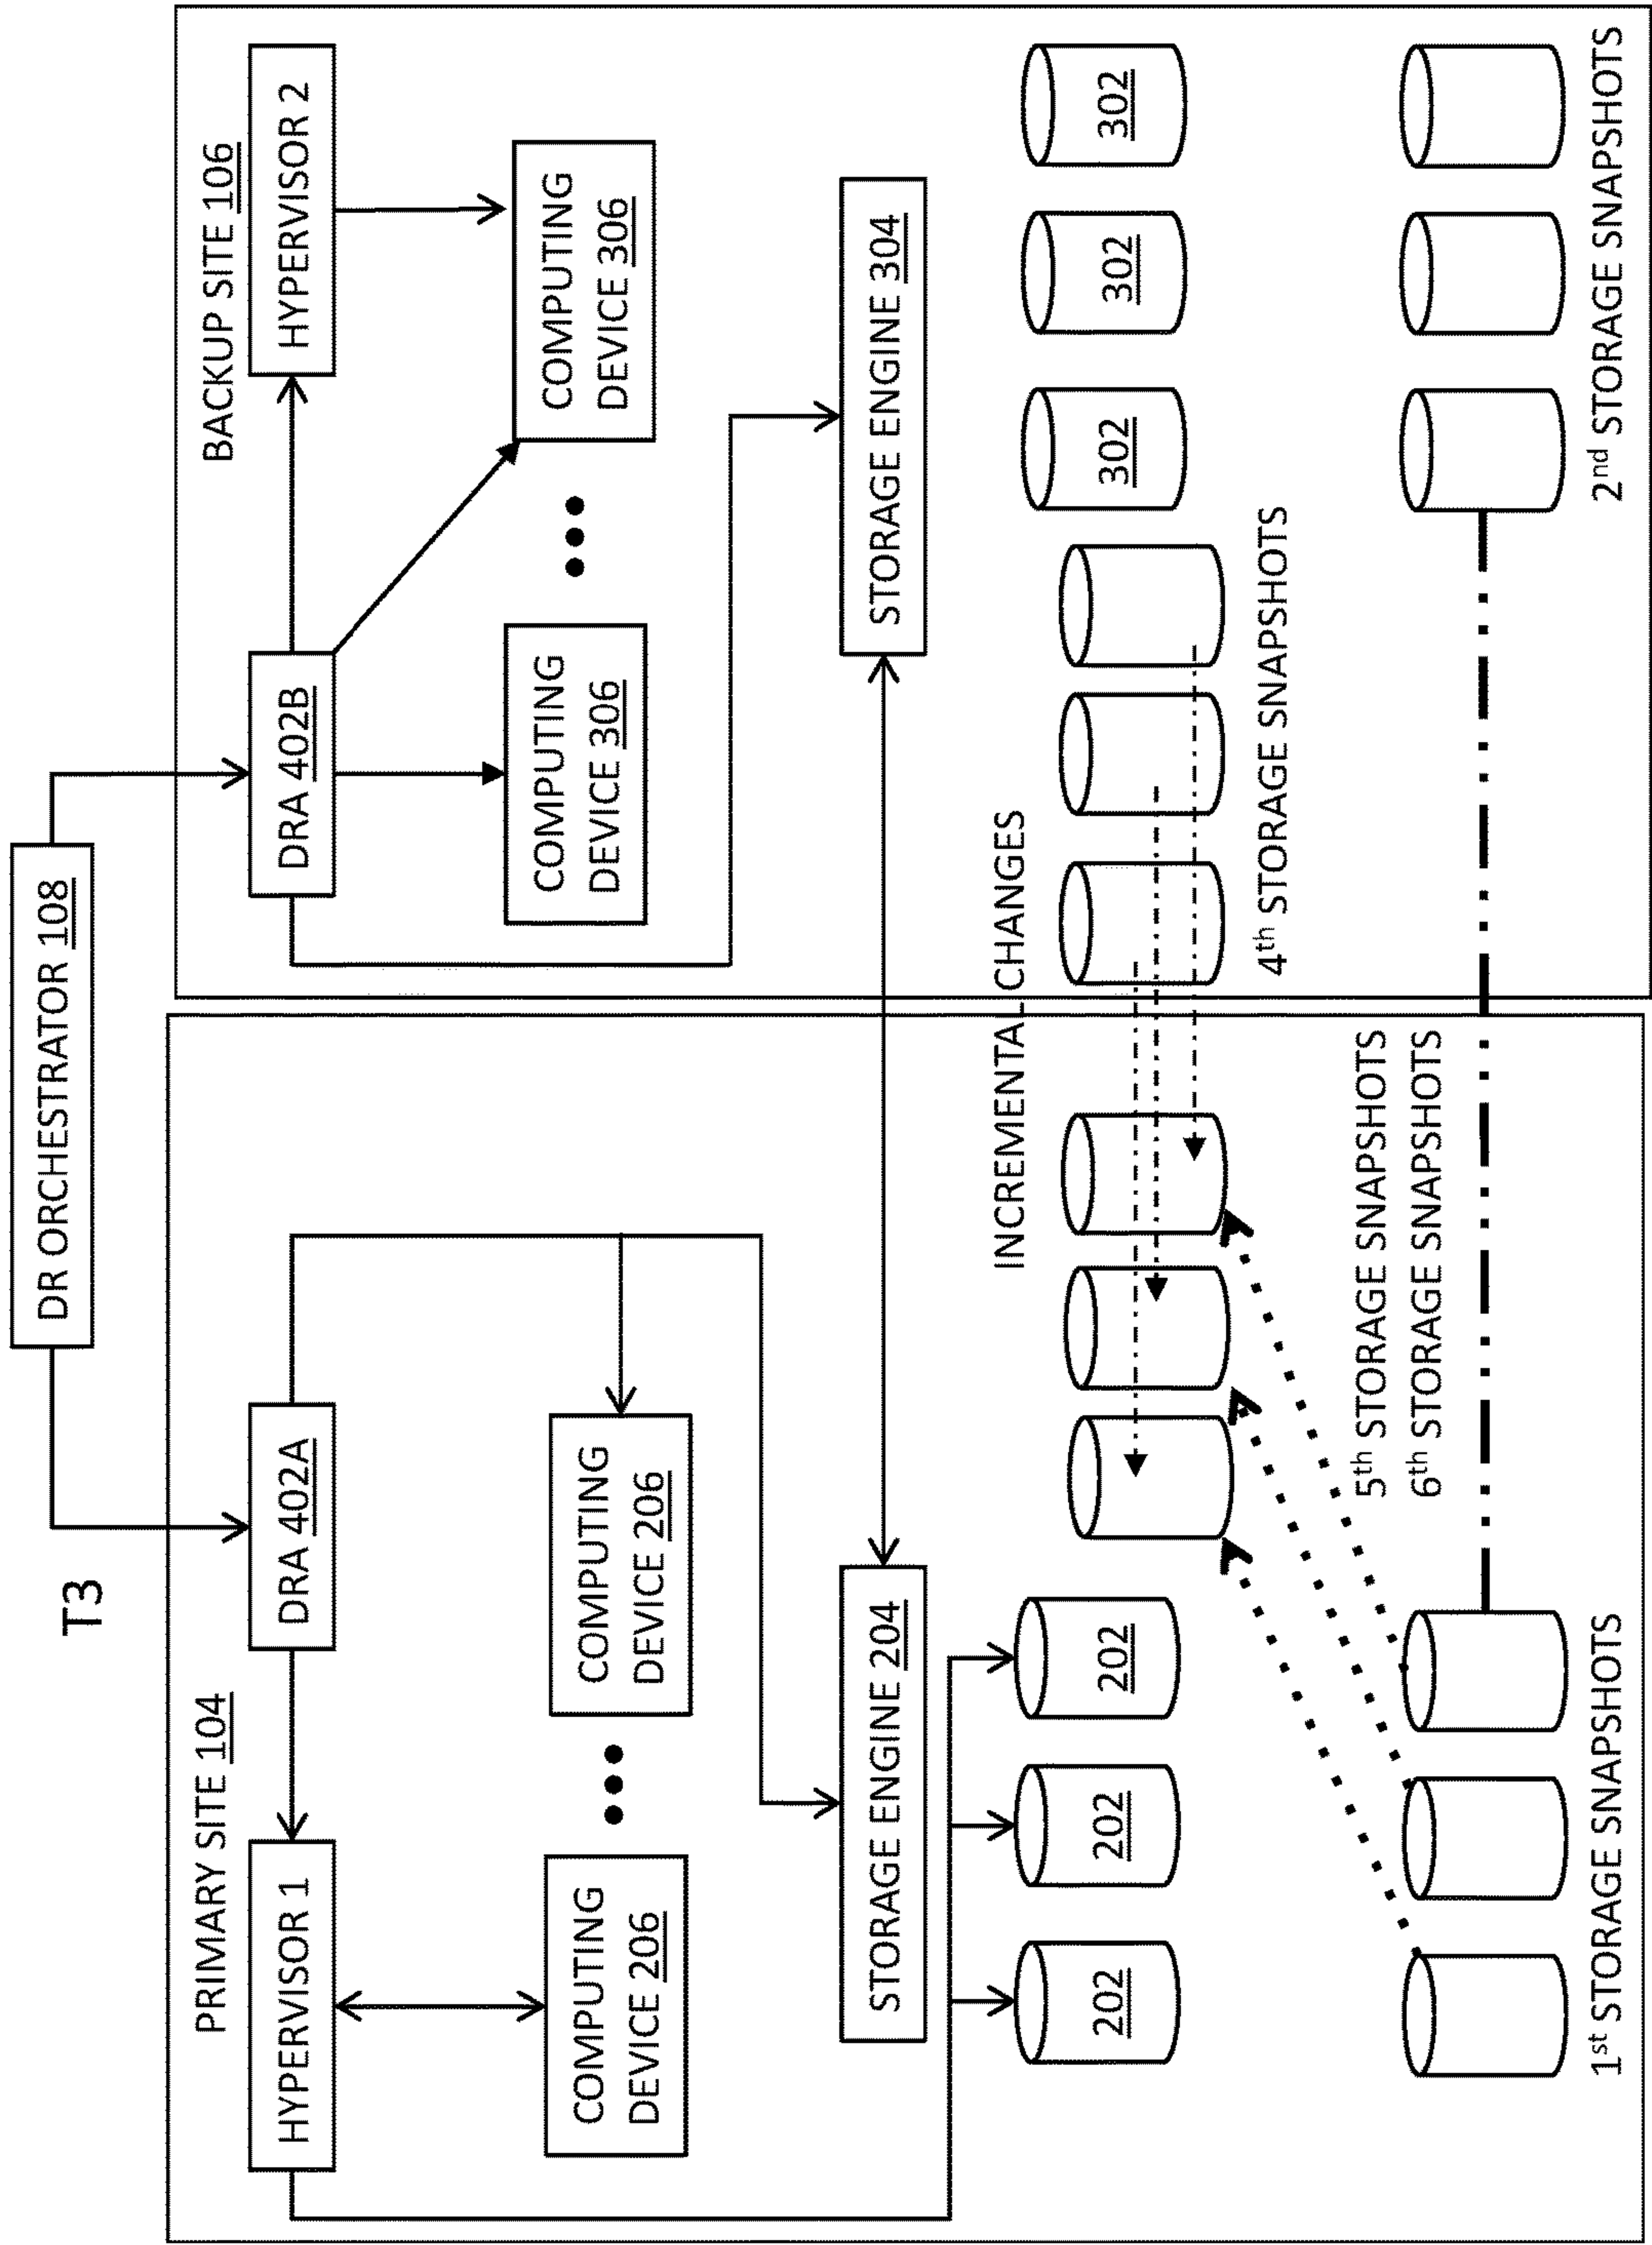 T3
DR ORCHESTRATOR 108
PRIMARY SITE 104
HYPERVISOR 1
DRA 402A
COMPUTING
DEVICE 206
COMPUTING
DEVICE 206
STORAGE ENGINE 204
202
202
202
1st STORAGE SNAPSHOTS
5th STORAGE SNAPSHOTS
6th STORAGE SNAPSHOTS
INCREMENTAL CHANGES
BACKUP SITE 106
DRA 402B
HYPERVISOR 2
COMPUTING
DEVICE 306
COMPUTING
DEVICE 306
STORAGE ENGINE 304
302
302
302
4th STORAGE SNAPSHOTS
2nd STORAGE SNAPSHOTS